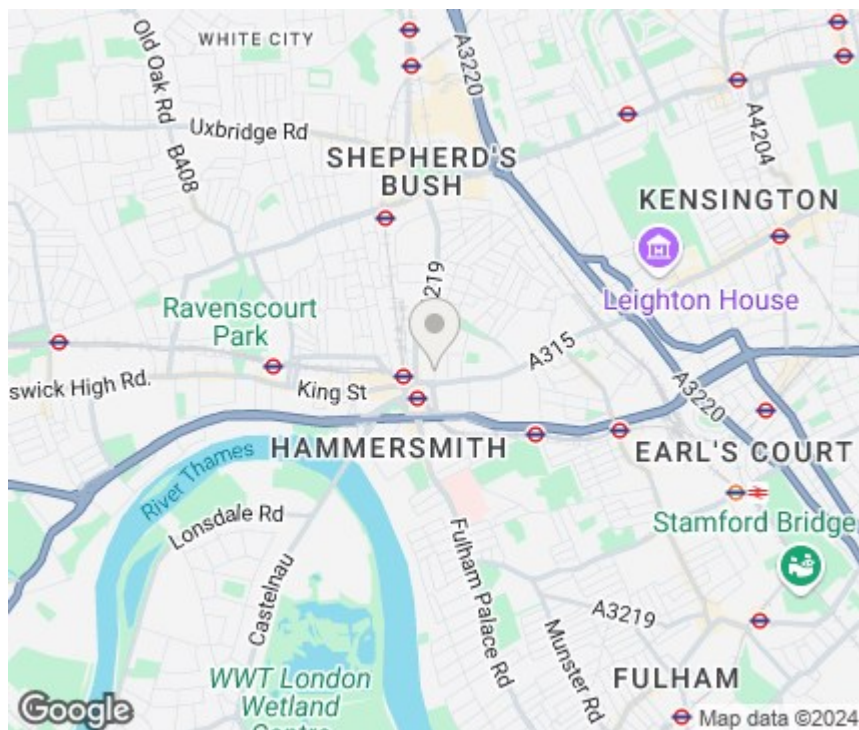 WHITE CITY
Old Oak Rd
A3220
Uxbridge Rd
A4204
B408
SHEPHERD'S
BUSH
KENSINGTON
219
Leighton House
Ravenscourt
Park
A315
swick High Rd.
King St
A3220
HAMMERSMITH
EARL'S COURT
River Thames
Lonsdale Rd
Stamford Bridge
Castelnau
Fulham Palace Rd
A3219
Munster Rd
WWT London
Wetland
Centre
FULHAM
Google
Map data ©2024